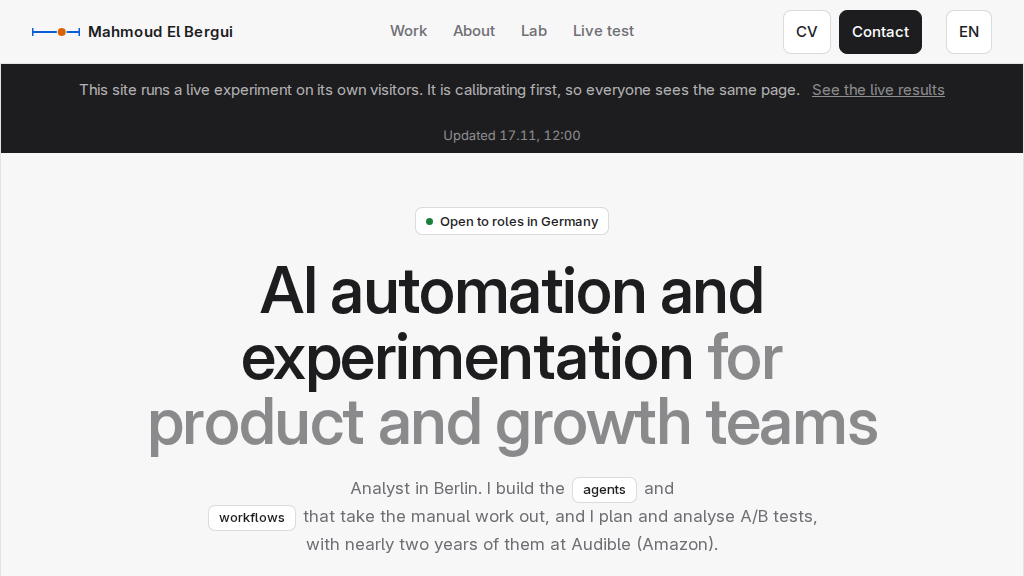 Mahmoud El Bergui
Work About Lab Live test
CV Contact EN
This site runs a live experiment on its own visitors. It is calibrating first, so everyone sees the same page. See the live results
Updated 17.11, 12:00
Open to roles in Germany
AI automation and
experimentation for
product and growth teams
Analyst in Berlin. I build the agents and
workflows that take the manual work out, and I plan and analyse A/B tests,
with nearly two years of them at Audible (Amazon).